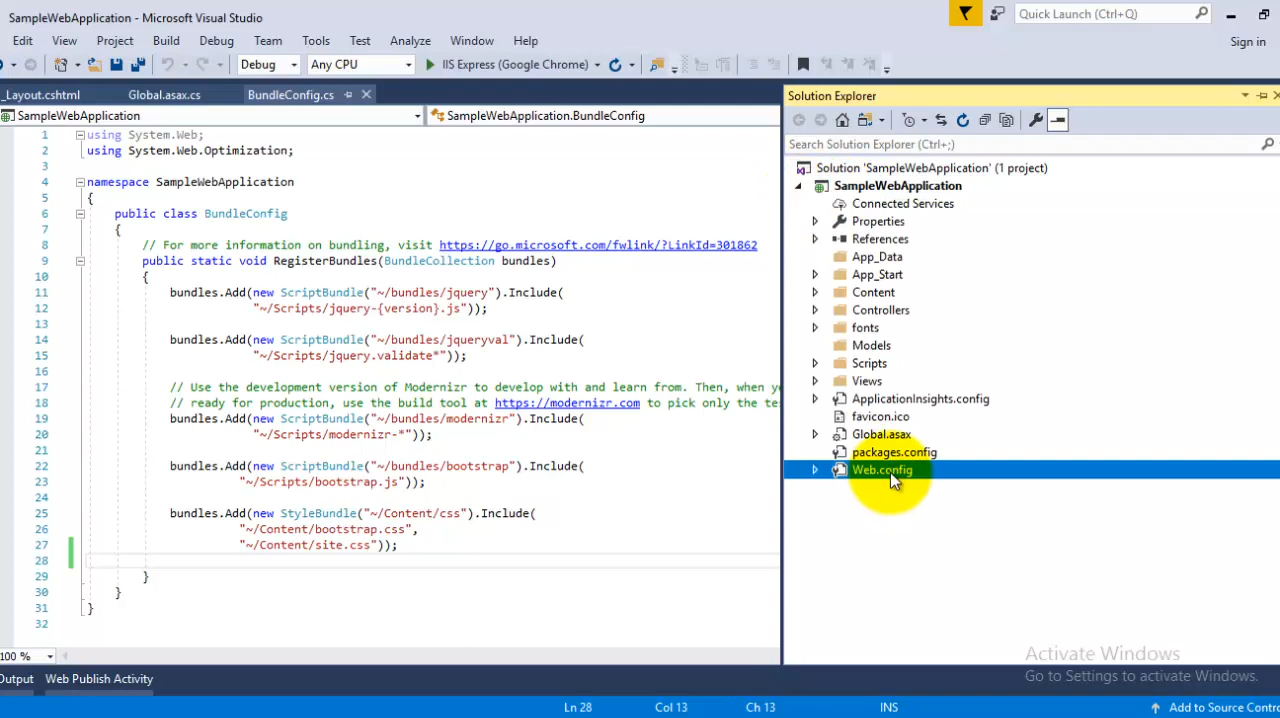 SampleWebApplication - Microsoft Visual Studio
Quick Launch (Ctrl+Q)
Edit View Project Build Debug Team Tools Test Analyze Window Help
Sign in
Debug Any CPU IIS Express (Google Chrome)
_Layout.cshtml Global.asax.cs BundleConfig.cs
SampleWebApplication SampleWebApplication.BundleConfig
1 using System.Web;
2 using System.Web.Optimization;
3
4 namespace SampleWebApplication
5 {
6 public class BundleConfig
7 {
8 // For more information on bundling, visit https://go.microsoft.com/fwlink/?LinkId=301862
9 public static void RegisterBundles(BundleCollection bundles)
10 {
11 bundles.Add(new ScriptBundle("~/bundles/jquery").Include(
12 "~/Scripts/jquery-{version}.js"));
13
14 bundles.Add(new ScriptBundle("~/bundles/jqueryval").Include(
15 "~/Scripts/jquery.validate*"));
16
17 // Use the development version of Modernizr to develop with and learn from. Then, when yo
18 // ready for production, use the build tool at https://modernizr.com to pick only the tes
19 bundles.Add(new ScriptBundle("~/bundles/modernizr").Include(
20 "~/Scripts/modernizr-*"));
21
22 bundles.Add(new ScriptBundle("~/bundles/bootstrap").Include(
23 "~/Scripts/bootstrap.js"));
24
25 bundles.Add(new StyleBundle("~/Content/css").Include(
26 "~/Content/bootstrap.css",
27 "~/Content/site.css"));
28
29 }
30 }
31 }
32
100 %
Solution Explorer
Search Solution Explorer (Ctrl+;)
Solution 'SampleWebApplication' (1 project)
SampleWebApplication
Connected Services
Properties
References
App_Data
App_Start
Content
Controllers
fonts
Models
Scripts
Views
ApplicationInsights.config
favicon.ico
Global.asax
packages.config
Web.config
Activate Windows
Go to Settings to activate Windows.
Output Web Publish Activity
Ln 28 Col 13 Ch 13 INS Add to Source Contro